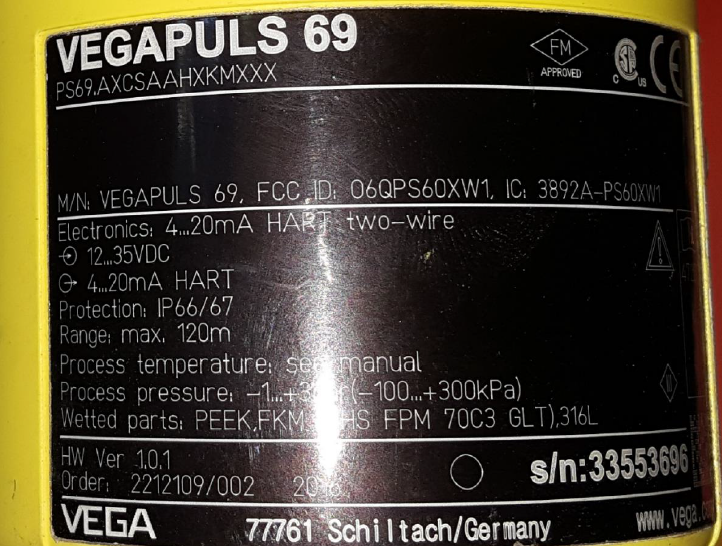 VEGAPULS 69
PS69.AXCSAAHXKMXXX
FM
APPROVED
C US
CE
M/N: VEGAPULS 69, FCC ID: 06QPS60XW1, IC: 3892A-PS60XW1
Electronics: 4...20mA HART two-wire
12...35VDC
4...20mA HART
Protection: IP66/67
Range: max. 120m
Process temperature: manual
Process pressure: (-100...+300kPa)
Wetted parts: PEEK,FKM FPM 70C3 GLT),316L
HW Ver 1.0.1
Order: 2212109/002
s/n:33553696
VEGA 77761 Schiltach/Germany www.vega.